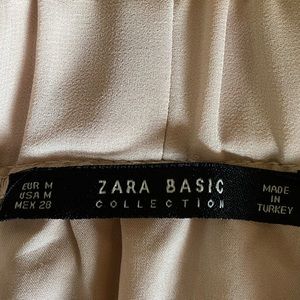 EUR M
USA M
MEX 28
ZARA BASIC
COLLECTION
MADE
IN
TURKEY